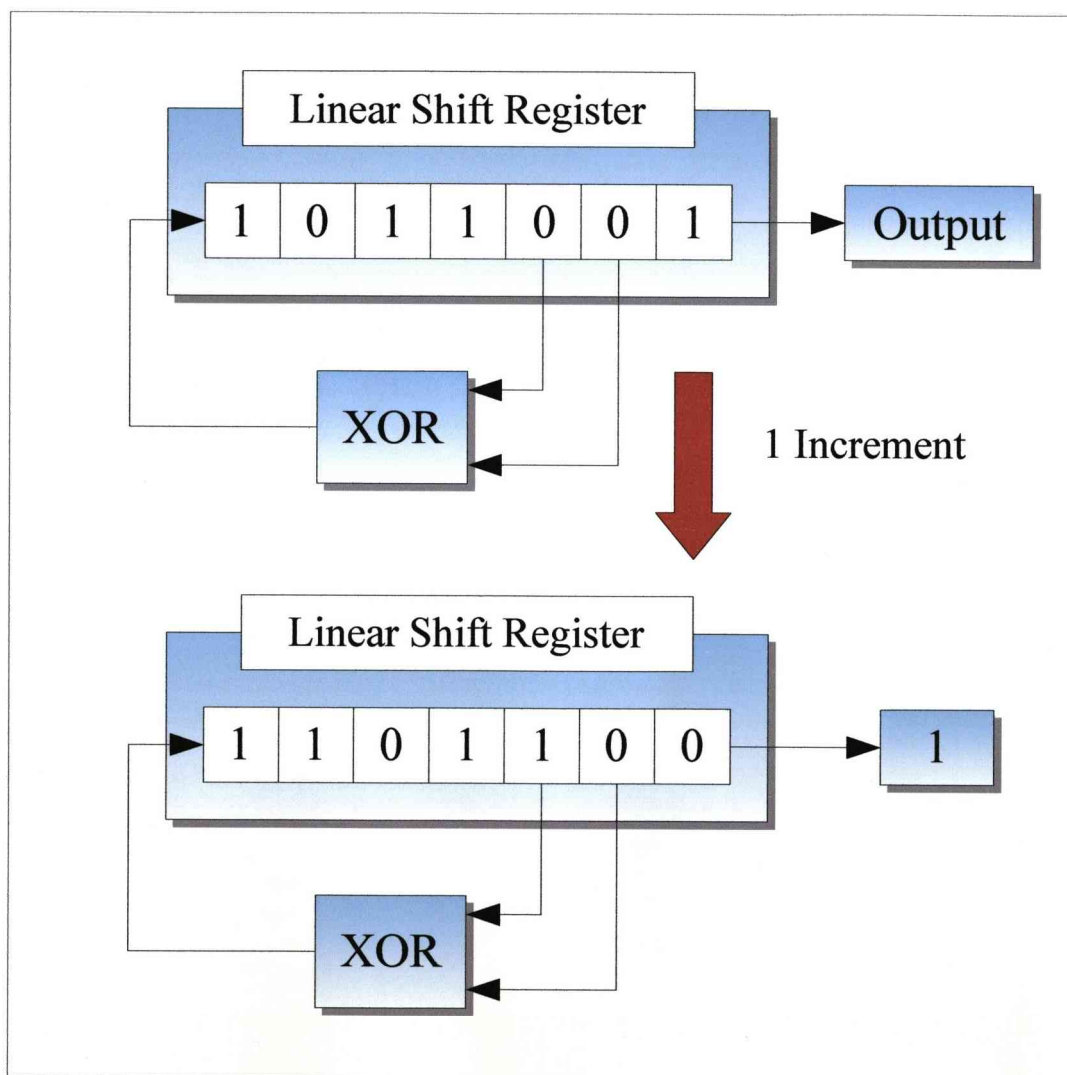 Linear Shift Register
1 0 1 1 0 0 1
Output
XOR
1 Increment
Linear Shift Register
1 1 0 1 1 0 0
1
XOR